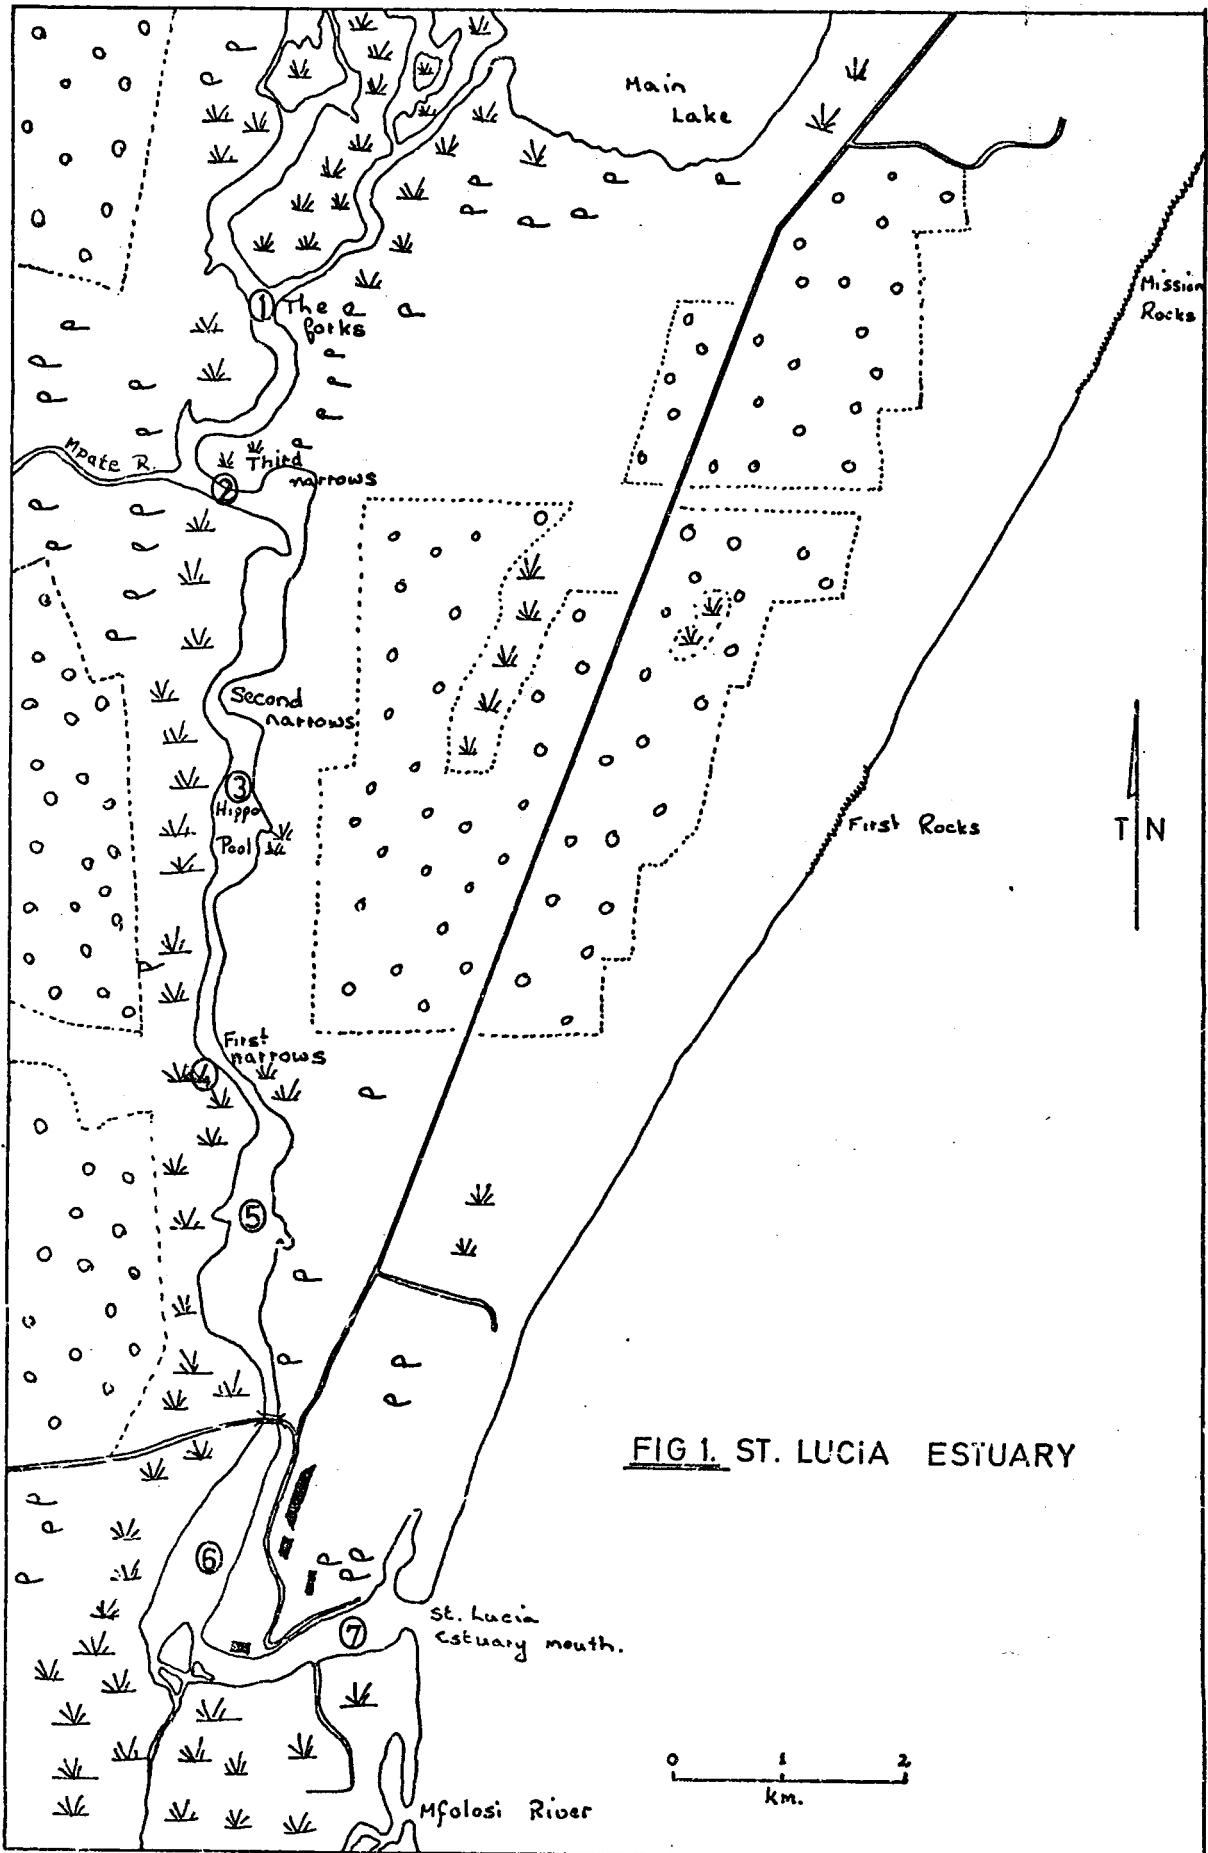 Main
Lake
Mission
Rocks
1 The
forks
Mpate R.
Third
narrows
2
Second
narrows
3
Hippo
Pool
First Rocks
T N
First
narrows
4
5
FIG 1. ST. LUCIA ESTUARY
6
St. Lucia
Estuary mouth.
7
0 1 2
km.
Mfolosi River